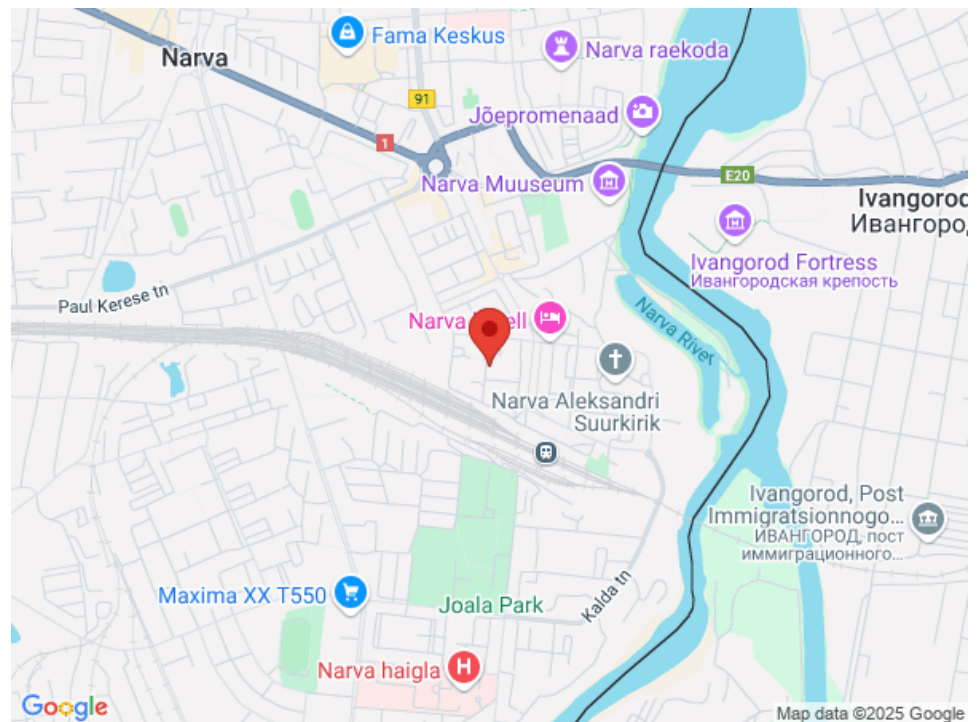 Fama Keskus
Narva
Narva raekoda
91
Jõepromenaad
1
E20
Narva Muuseum
Ivangorod
Ивангород
Ivangorod Fortress
Ивангородская крепость
Paul Kerese tn
Narva
Narva River
Narva Aleksandri
Suurkirik
Ivangorod, Post
Immigratsionnogo...
ИВАНГОРОД, пост
иммиграционного...
Maxima XX T550
Joala Park
Kalda tn
Narva haigla
H
Google
Map data ©2025 Google